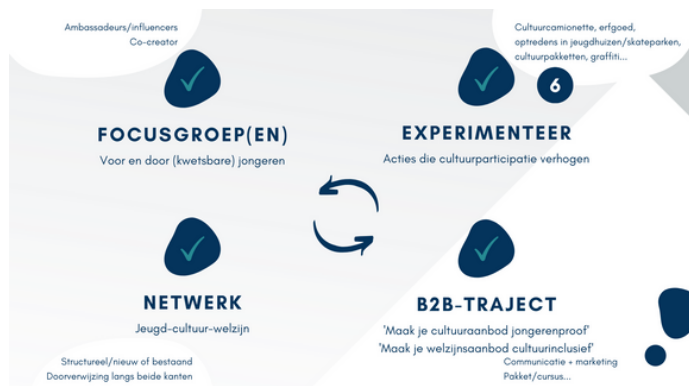 Ambassadeurs/influencers
Co-creator
FOCUSGROEP(EN)
Voor en door (kwetsbare) jongeren
Cultuurcamionette, erfgoed,
optredens in jeugdhuizen/skateparken,
cultuurpakketten, graffiti...
6
EXPERIMENTEER
Acties die cultuurparticipatie verhogen
NETWERK
Jeugd-cultuur-welzijn
Structureel/nieuw of bestaand
Doorverwijzing langs beide kanten
B2B-TRAJECT
'Maak je cultuuraanbod jongerenproof'
'Maak je welzijnsaanbod cultuurinclusief'
Communicatie + marketing
Pakket/cursus...